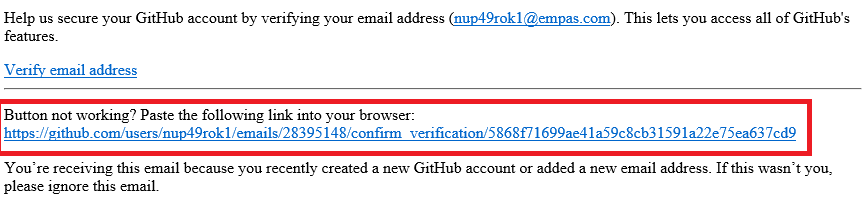 Help us secure your GitHub account by verifying your email address (nup49rok1@empas.com). This lets you access all of GitHub's
features.
Verify email address
Button not working? Paste the following link into your browser:
https://github.com/users/nup49rok1/emails/28395148/confirm_verification/5868f71699ae41a59c8cb31591a22e75ea637cd9
You’re receiving this email because you recently created a new GitHub account or added a new email address. If this wasn’t you,
please ignore this email.